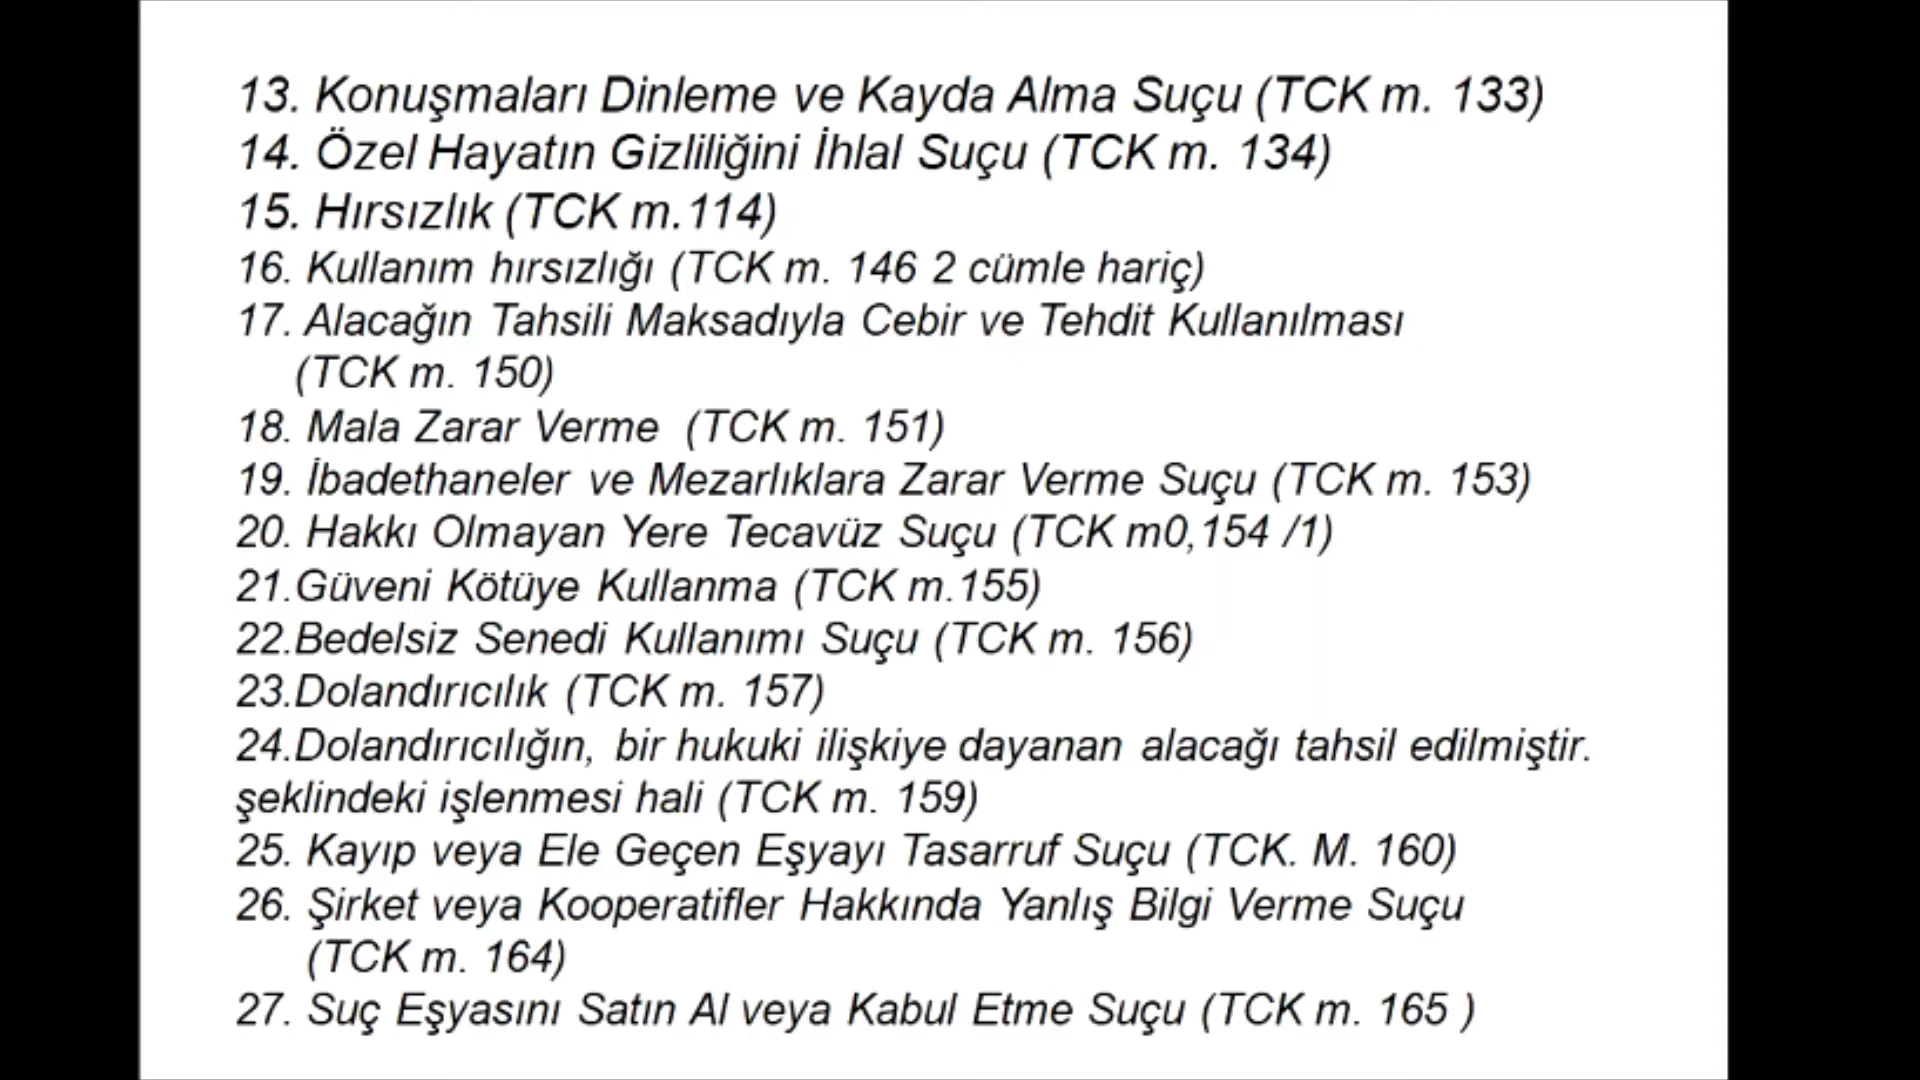 13. Konuşmaları Dinleme ve Kayda Alma Suçu (TCK m. 133)
14. Özel Hayatın Gizliliğini İhlal Suçu (TCK m. 134)
15. Hırsızlık (TCK m.114)
16. Kullanım hırsızlığı (TCK m. 146 2 cümle hariç)
17. Alacağın Tahsili Maksadıyla Cebir ve Tehdit Kullanılması
(TCK m. 150)
18. Mala Zarar Verme (TCK m. 151)
19. İbadethaneler ve Mezarlıklara Zarar Verme Suçu (TCK m. 153)
20. Hakkı Olmayan Yere Tecavüz Suçu (TCK m0,154 /1)
21.Güveni Kötüye Kullanma (TCK m.155)
22.Bedelsiz Senedi Kullanımı Suçu (TCK m. 156)
23.Dolandırıcılık (TCK m. 157)
24.Dolandırıcılığın, bir hukuki ilişkiye dayanan alacağı tahsil edilmiştir.
şeklindeki işlenmesi hali (TCK m. 159)
25. Kayıp veya Ele Geçen Eşyayı Tasarruf Suçu (TCK. M. 160)
26. Şirket veya Kooperatifler Hakkında Yanlış Bilgi Verme Suçu
(TCK m. 164)
27. Suç Eşyasını Satın Al veya Kabul Etme Suçu (TCK m. 165 )